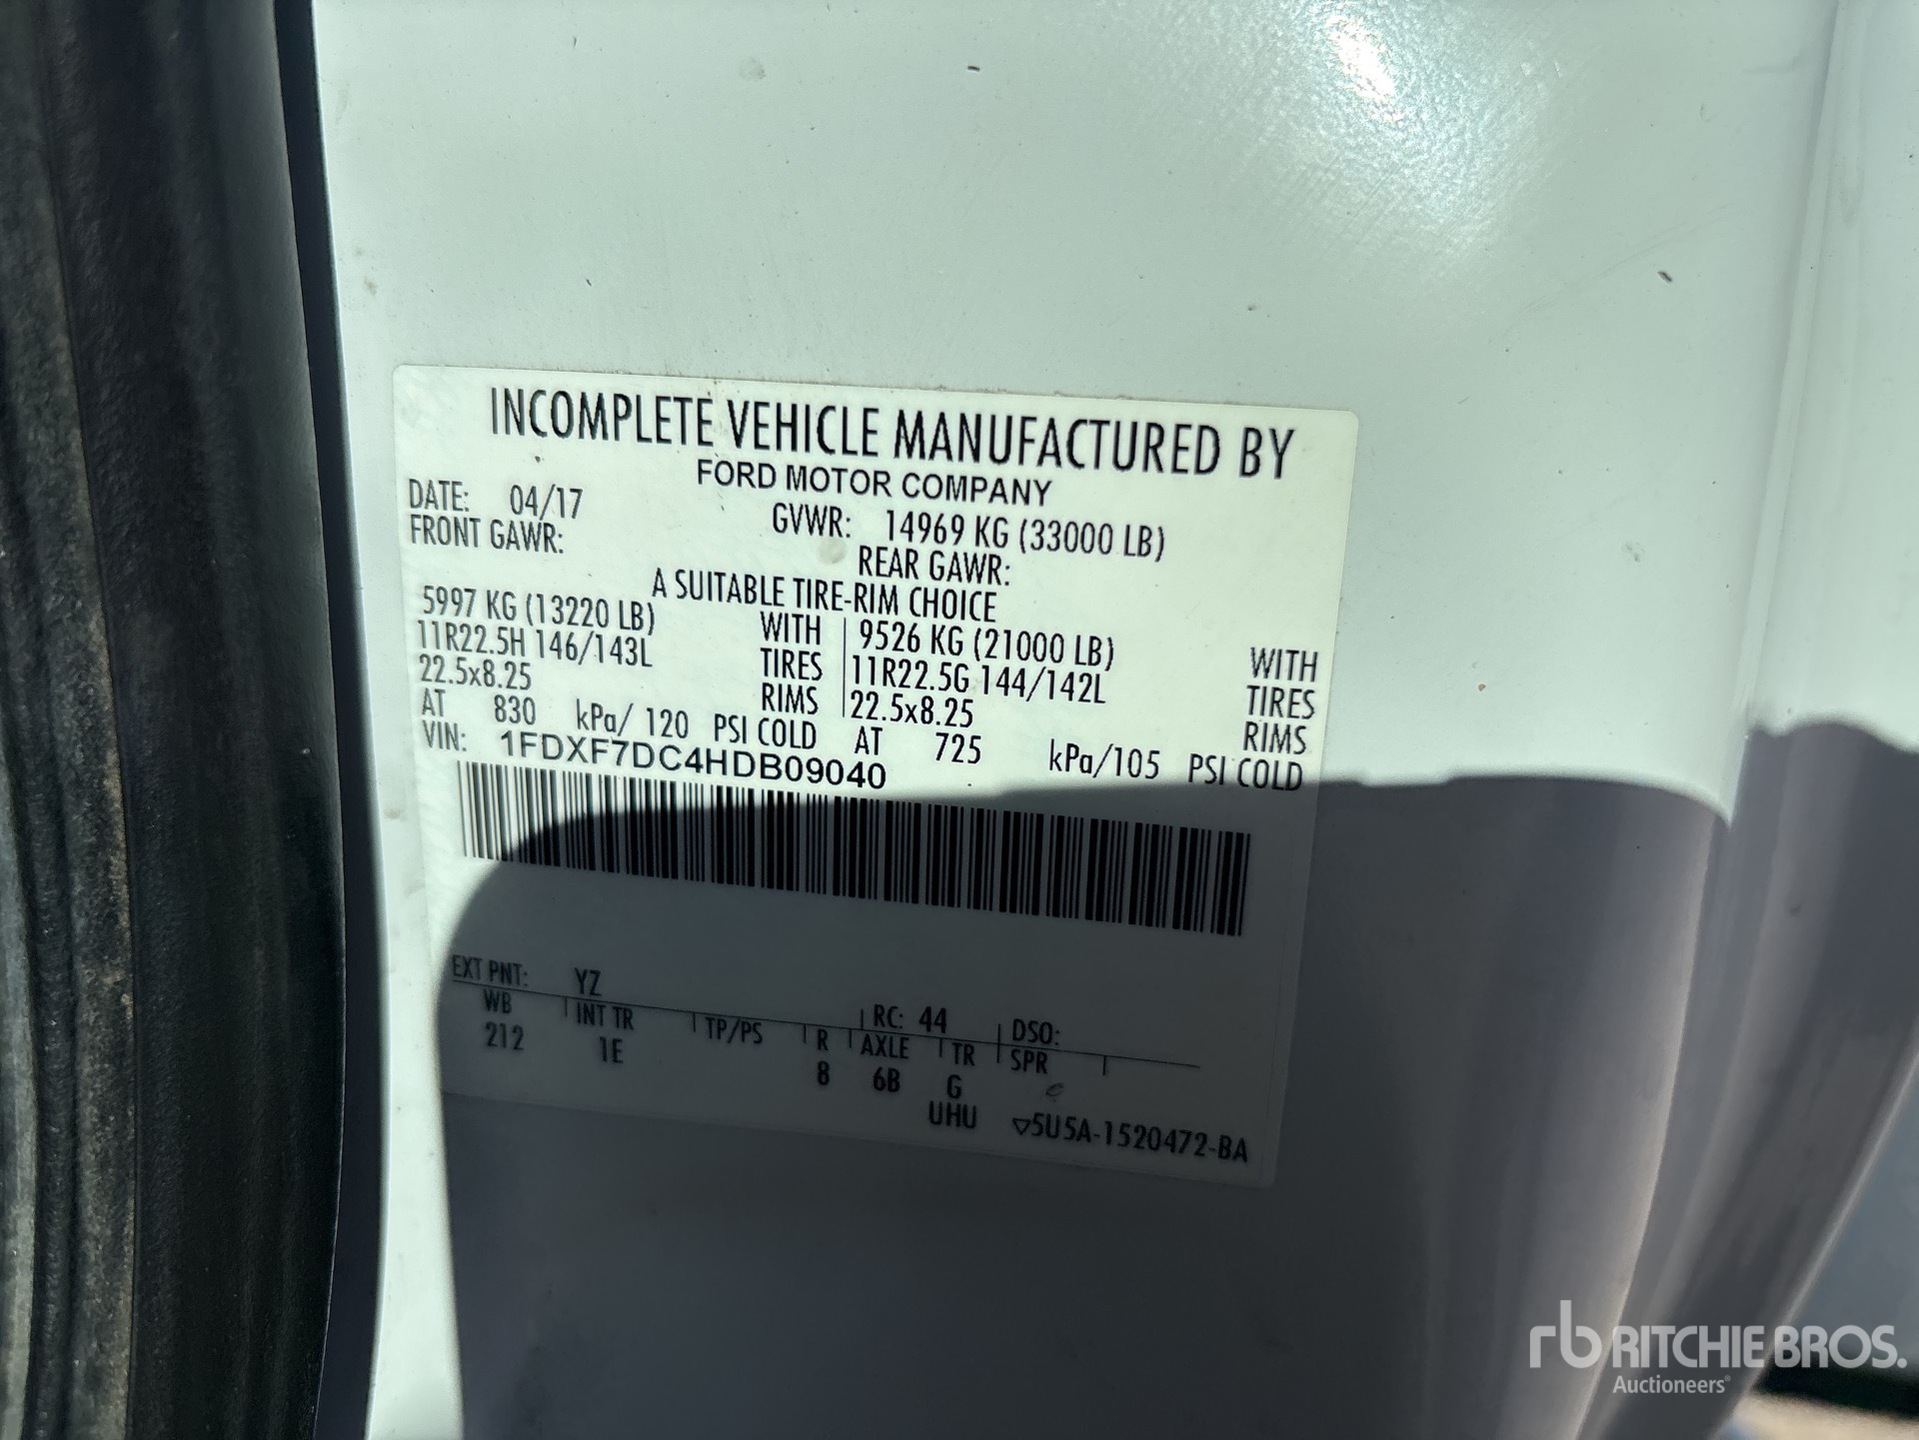 INCOMPLETE VEHICLE MANUFACTURED BY
FORD MOTOR COMPANY
DATE: 04/17 GVWR: 14969 KG (33000 LB)
FRONT GAWR: REAR GAWR:
A SUITABLE TIRE-RIM CHOICE
5997 KG (13220 LB) WITH 9526 KG (21000 LB) WITH
11R22.5H 146/143L TIRES 11R22.5G 144/142L TIRES
22.5x8.25 RIMS 22.5x8.25 RIMS
AT 830 kPa/ 120 PSI COLD AT 725 kPa/105 PSI COLD
VIN: 1FDXF7DC4HDB09040
EXT PNT: YZ RC: 44 DSO:
WB INT TR TP/PS R AXLE TR SPR
212 1E 8 6B G
UHU ▽5U5A-1520472-BA
rb RITCHIE BROS.
Auctioneers®